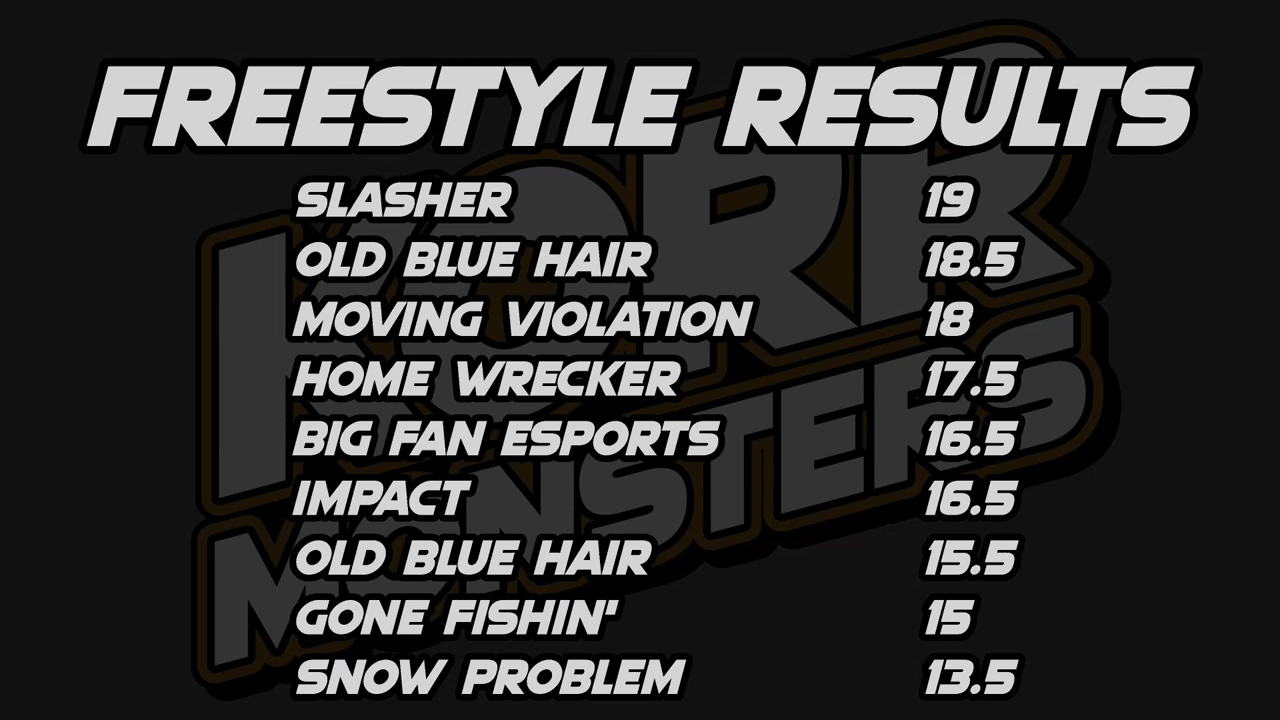 FREESTYLE RESULTS
SLASHER 19
OLD BLUE HAIR 18.5
MOVING VIOLATION 18
HOME WRECKER 17.5
BIG FAN ESPORTS 16.5
IMPACT 16.5
OLD BLUE HAIR 15.5
GONE FISHIN' 15
SNOW PROBLEM 13.5
KORK
MONSTERS